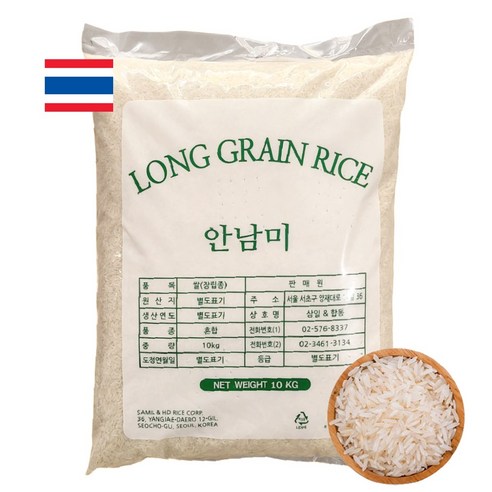 LONG GRAIN RICE
안남미
품 목 쌀(장립종) 판 매 원
원 산 지 별도표기 주 소 서울 서초구 양재대로 36
생산연도 별도표기 상 호 명 삼일 & 합동
품 종 혼합 전화번호(1) 02-576-8337
중 량 10kg 전화번호(2) 02-3461-3134
도정연월일 별도표기 등급 별도표기
NET WEIGHT 10 KG
SAMIL & HD RICE CORP.
36, YANGJAE-DAERO 12-GIL,
SEOCHO-GU, SEOUL, KOREA